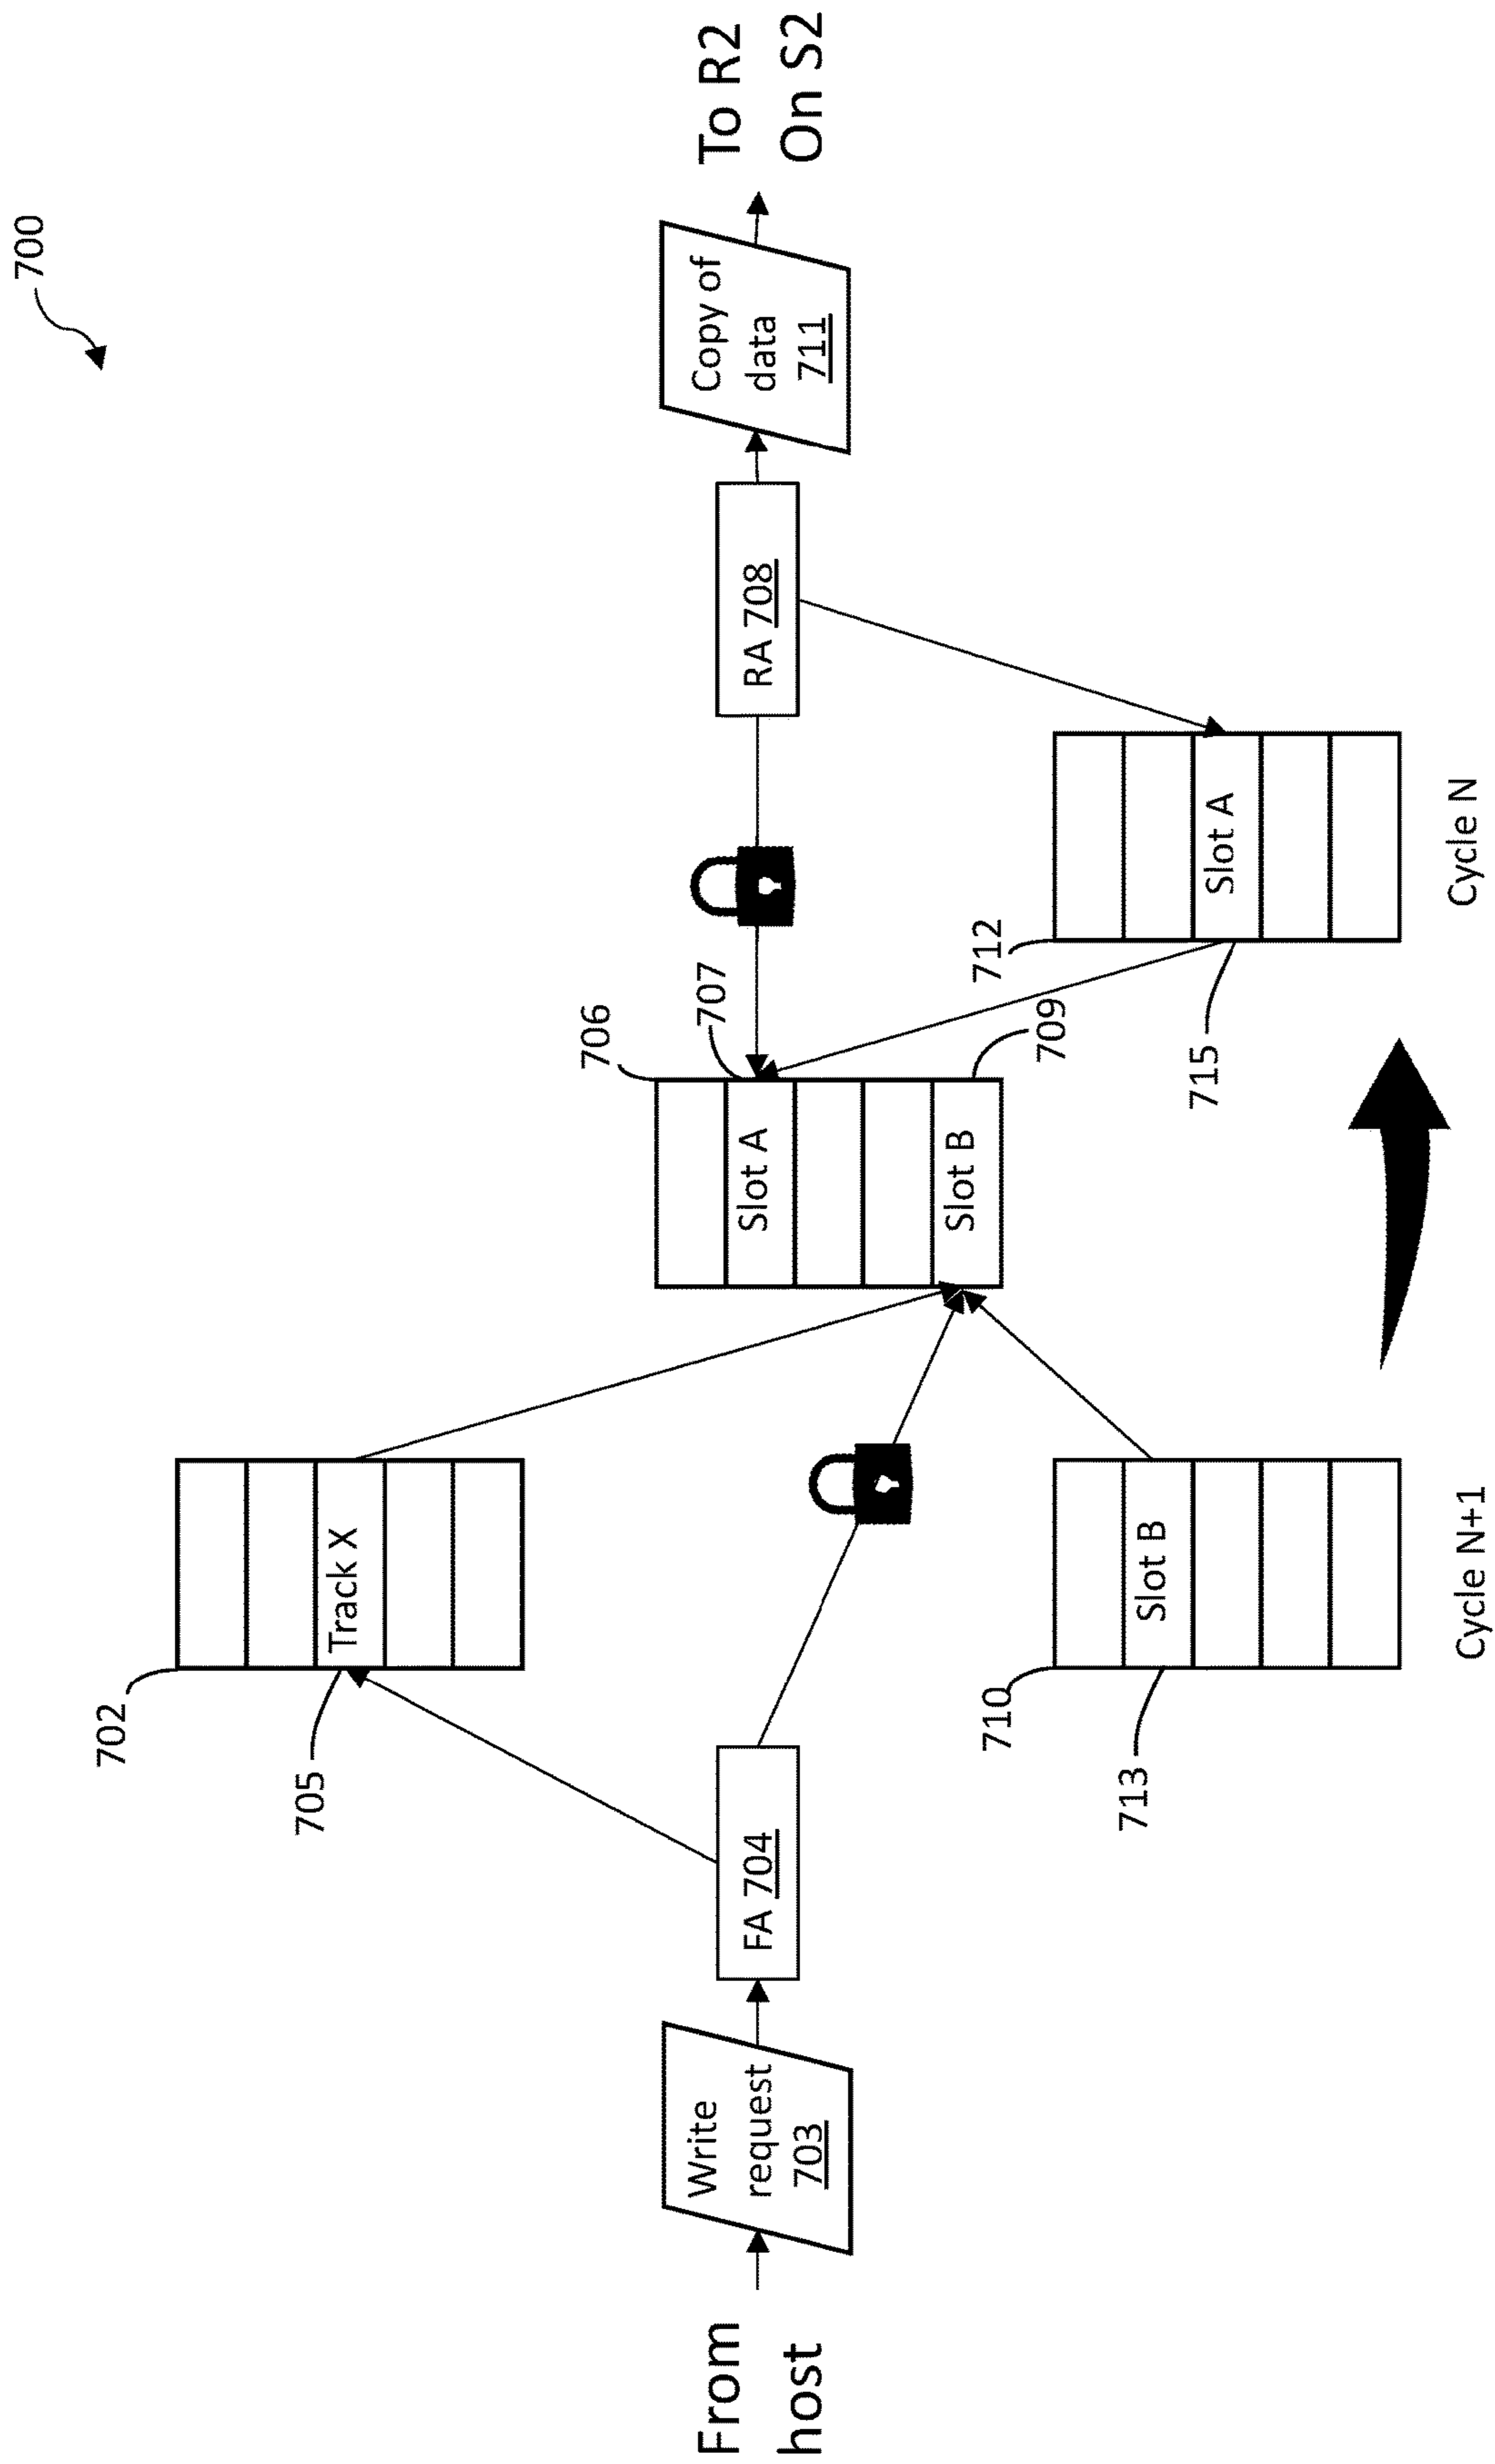 700
702
Track X
705
From
host
Write
request
703
FA 704
706
Slot A
707
Slot B
709
RA 708
Copy of
data
711
To R2
On S2
710
Slot B
713
Cycle N+1
712
Slot A
715
Cycle N